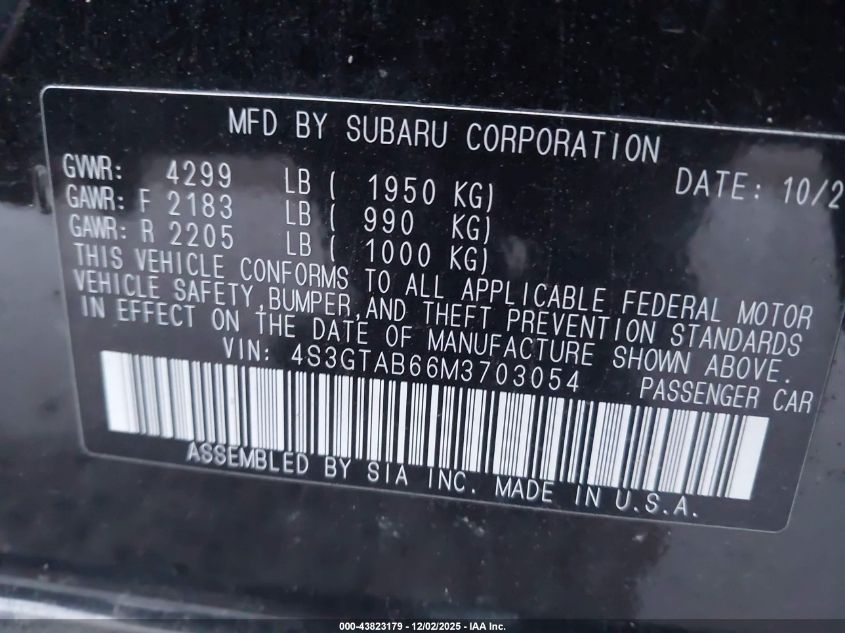 MFD BY SUBARU CORPORATION
GVWR: 4299 LB ( 1950 KG) DATE: 10/2
GAWR: F 2183 LB ( 990 KG)
GAWR: R 2205 LB ( 1000 KG)
THIS VEHICLE CONFORMS TO ALL APPLICABLE FEDERAL MOTOR
VEHICLE SAFETY,BUMPER,AND THEFT PREVENTION STANDARDS
IN EFFECT ON THE DATE OF MANUFACTURE SHOWN ABOVE.
VIN: 4S3GTAB66M3703054 PASSENGER CAR
ASSEMBLED BY SIA INC. MADE IN U.S.A.
000-43823179 - 12/02/2025 - IAA Inc.